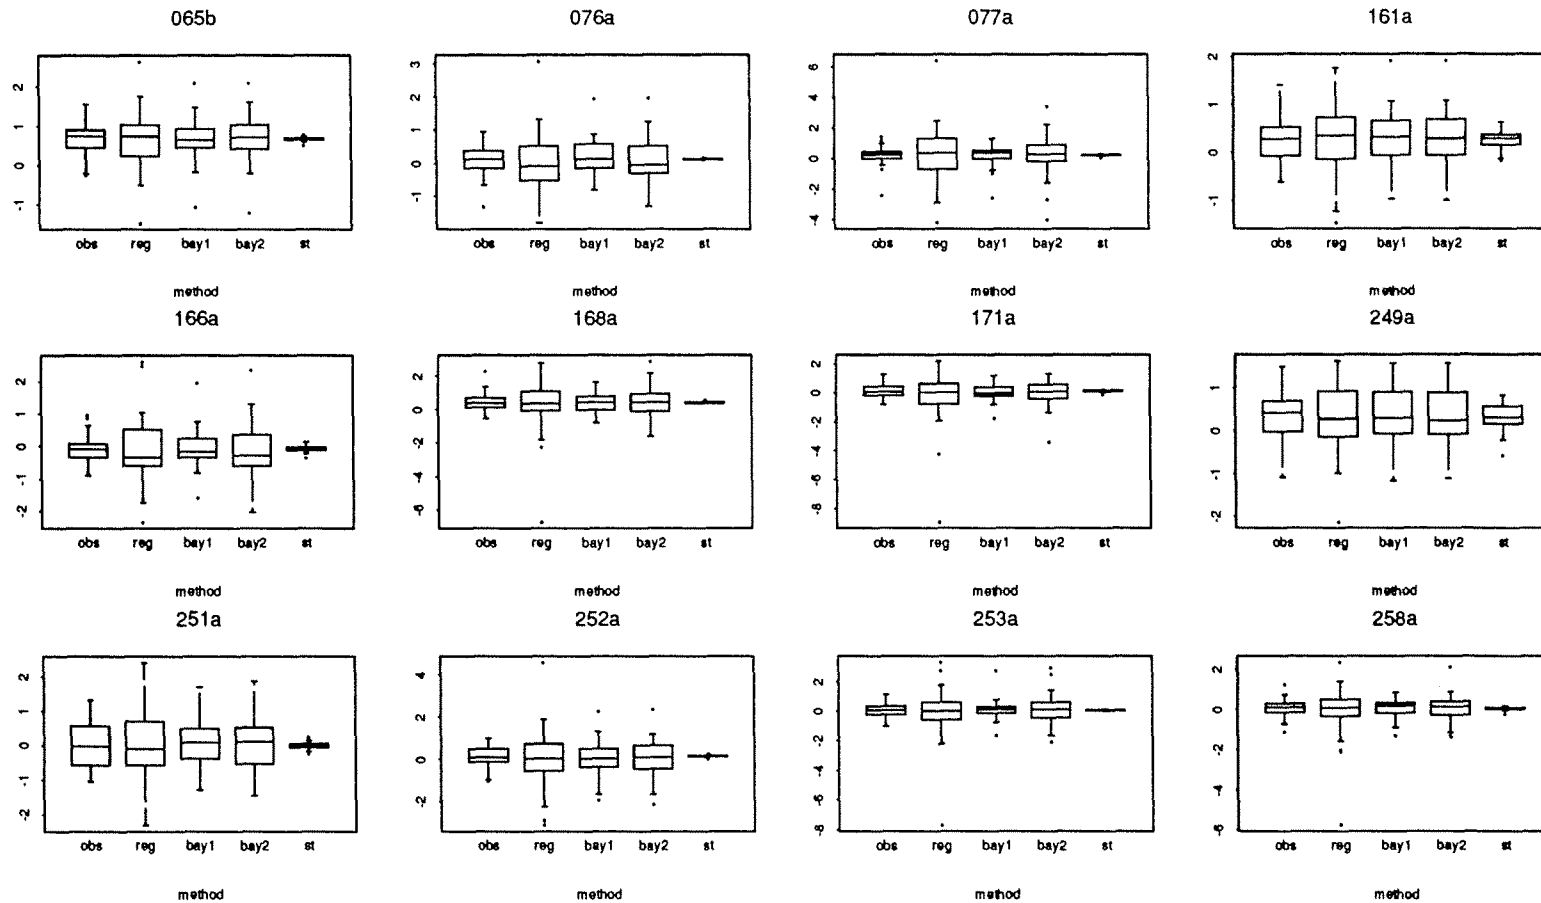 065b 076a 077a 161a
2 1 0 -1
3 2 1 0 -1
6 4 2 0 -2 -4
2 1 0 -1
obs reg bay1 bay2 st obs reg bay1 bay2 st obs reg bay1 bay2 st obs reg bay1 bay2 st
method method method method
166a 168a 171a 249a
2 1 0 -1 -2
2 0 -2 -4 -6
2 0 -2 -4 -6 -8
1 0 -1 -2
obs reg bay1 bay2 st obs reg bay1 bay2 st obs reg bay1 bay2 st obs reg bay1 bay2 st
method method method method
251a 252a 253a 258a
2 1 0 -1 -2
4 2 0 -2
2 0 -2 -4 -6 -8
2 0 -2 -4 -6
obs reg bay1 bay2 st obs reg bay1 bay2 st obs reg bay1 bay2 st obs reg bay1 bay2 st
method method method method